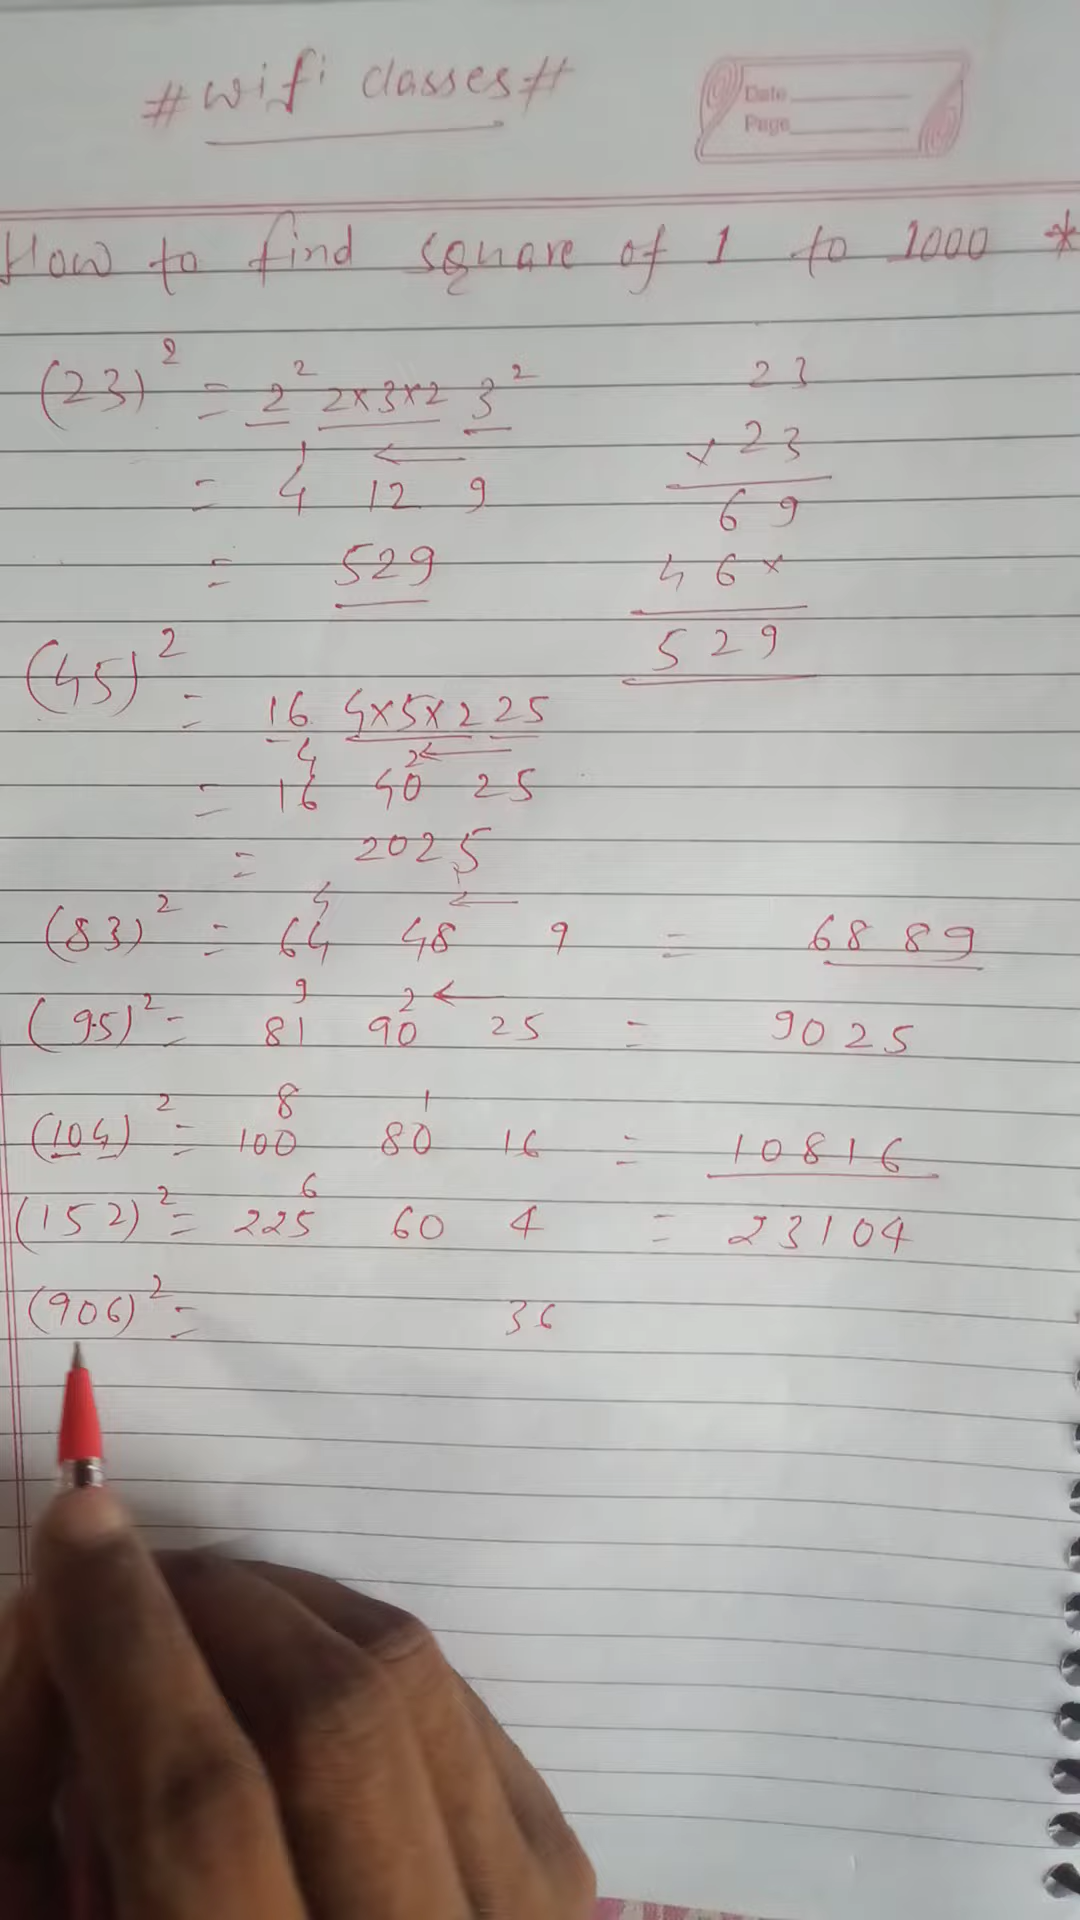 #wifi classes#
Date
Page
How to find square of 1 to 1000 *
(23)² = 2² 2×3×2 3²
= 4 12 9
= 529
23
× 23
69
46×
529
(45)²
= 16 4×5×2 25
4 2
= 16 40 25
= 2025
4
(83)² = 64 48 9 = 6889
9 2
(95)² = 81 90 25 = 9025
8 1
(104)² = 100 80 16 = 10816
6
(152)² = 225 60 4 = 23104
(906)² = 36